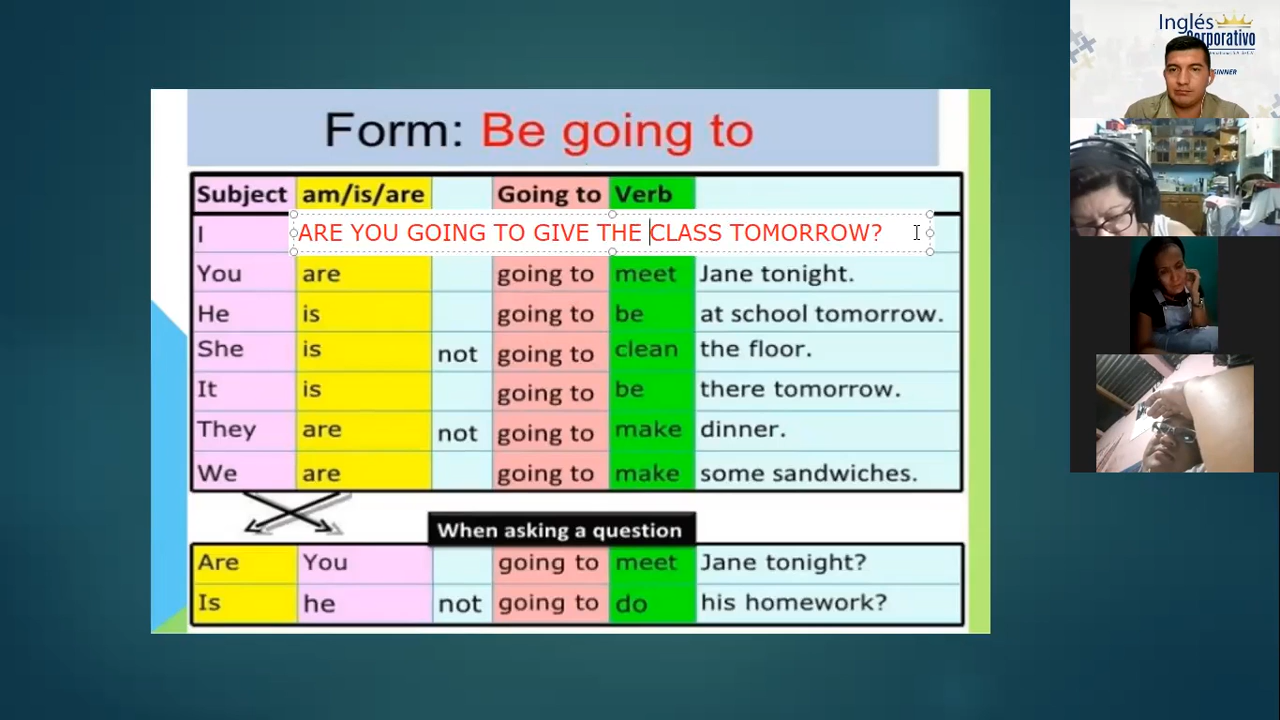 Form: Be going to
Subject am/is/are Going to Verb
I ARE YOU GOING TO GIVE THE CLASS TOMORROW?
You are going to meet Jane tonight.
He is going to be at school tomorrow.
She is not going to clean the floor.
It is going to be there tomorrow.
They are not going to make dinner.
We are going to make some sandwiches.
When asking a question
Are You going to meet Jane tonight?
Is he not going to do his homework?
Inglés
Corporativo